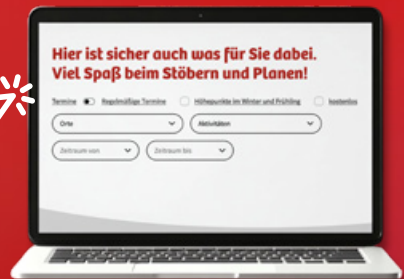 Hier ist sicher auch was für Sie dabei.
Viel Spaß beim Stöbern und Planen!
Termine Regelmäßige Termine Höhepunkte im Winter und Frühling kostenlos
Orte Aktivitäten
Zeitraum von Zeitraum bis